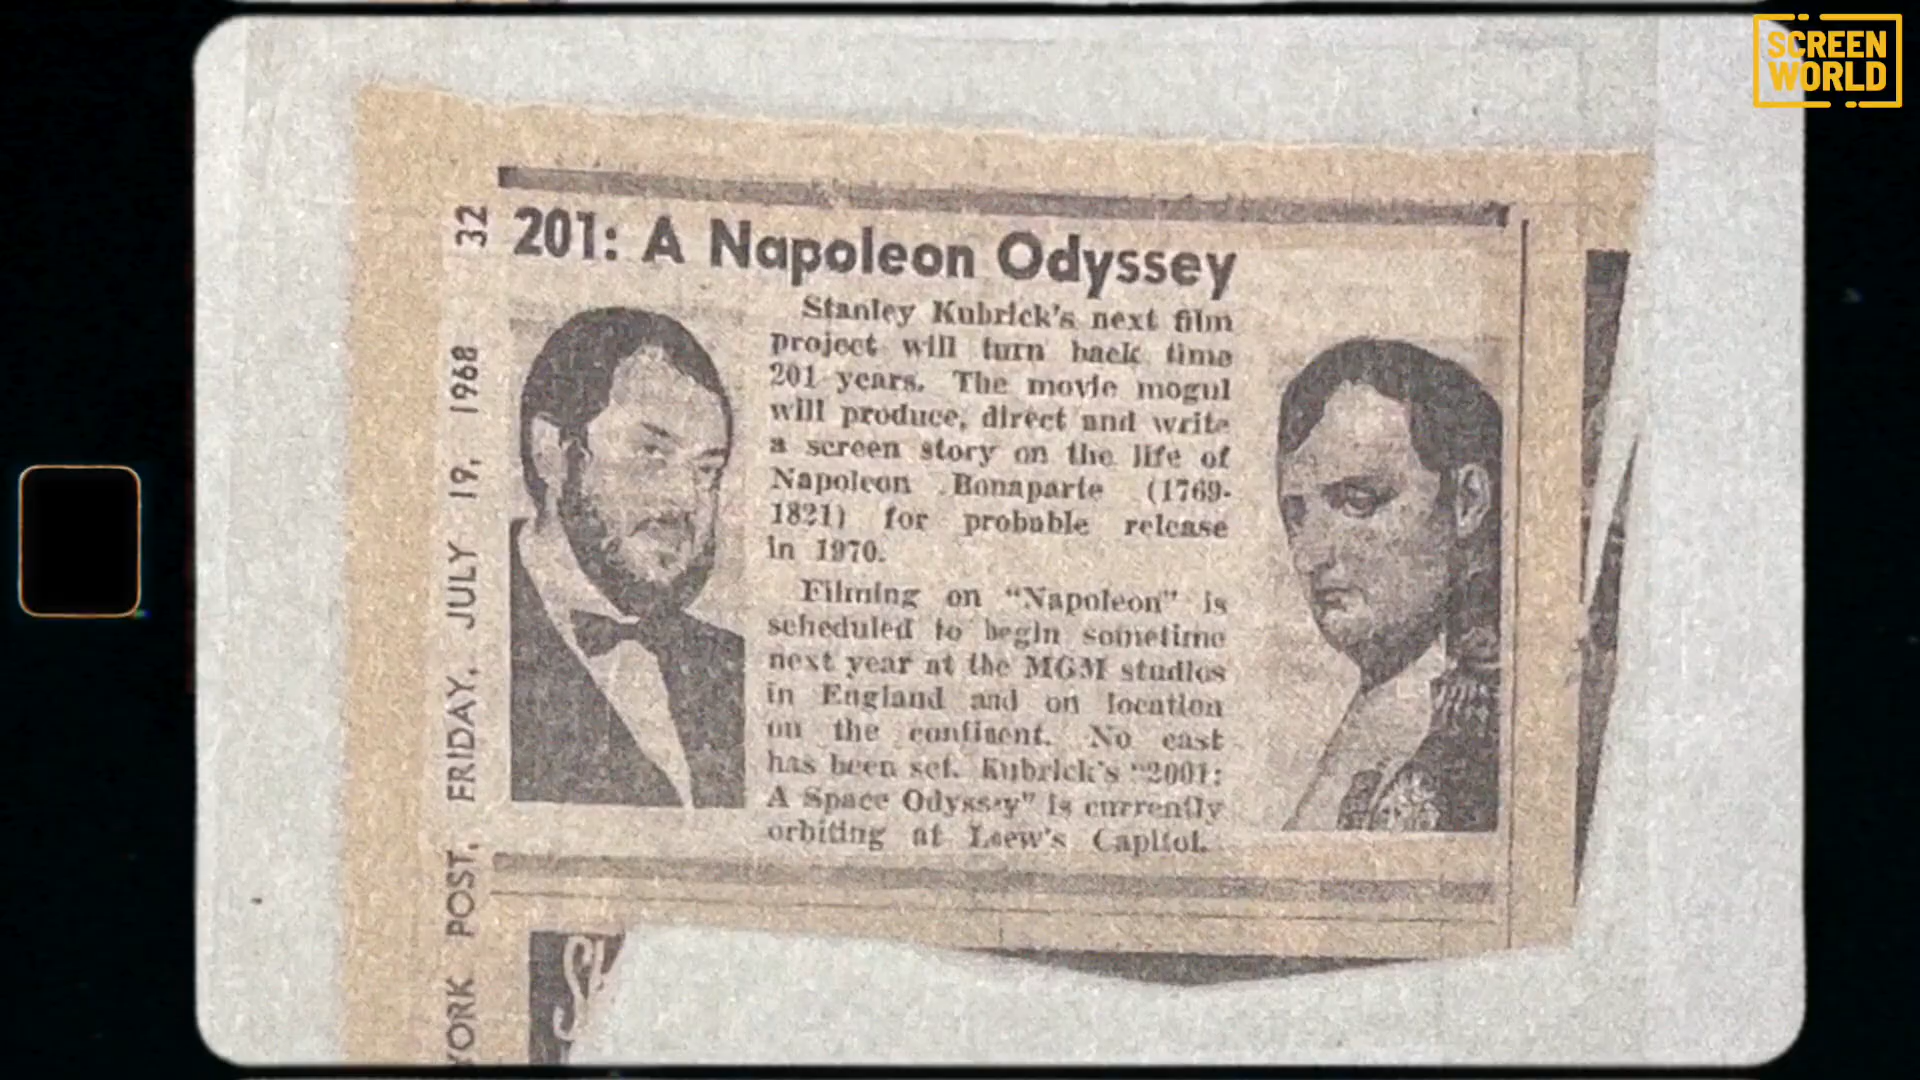 SCREEN
WORLD
32
YORK POST, FRIDAY, JULY 19, 1968
201: A Napoleon Odyssey
Stanley Kubrick's next film
project will turn back time
201 years. The movie mogul
will produce, direct and write
a screen story on the life of
Napoleon Bonaparte (1769-
1821) for probable release
in 1970.
Filming on "Napoleon" is
scheduled to begin sometime
next year at the MGM studios
in England and on location
on the continent. No cast
has been set. Kubrick's "2001:
A Space Odyssey" is currently
orbiting at Loew's Capitol.